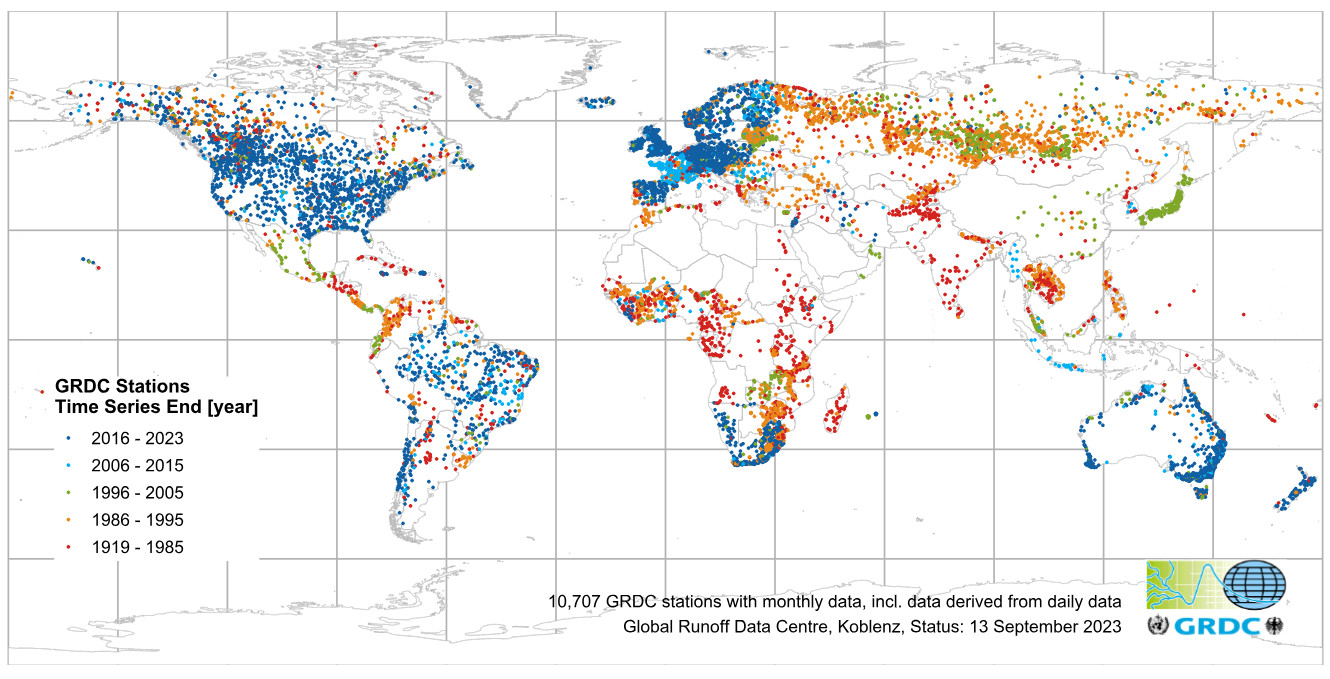 GRDC Stations
Time Series End [year]
2016 - 2023
2006 - 2015
1996 - 2005
1986 - 1995
1919 - 1985
10,707 GRDC stations with monthly data, incl. data derived from daily data
Global Runoff Data Centre, Koblenz, Status: 13 September 2023
GRDC